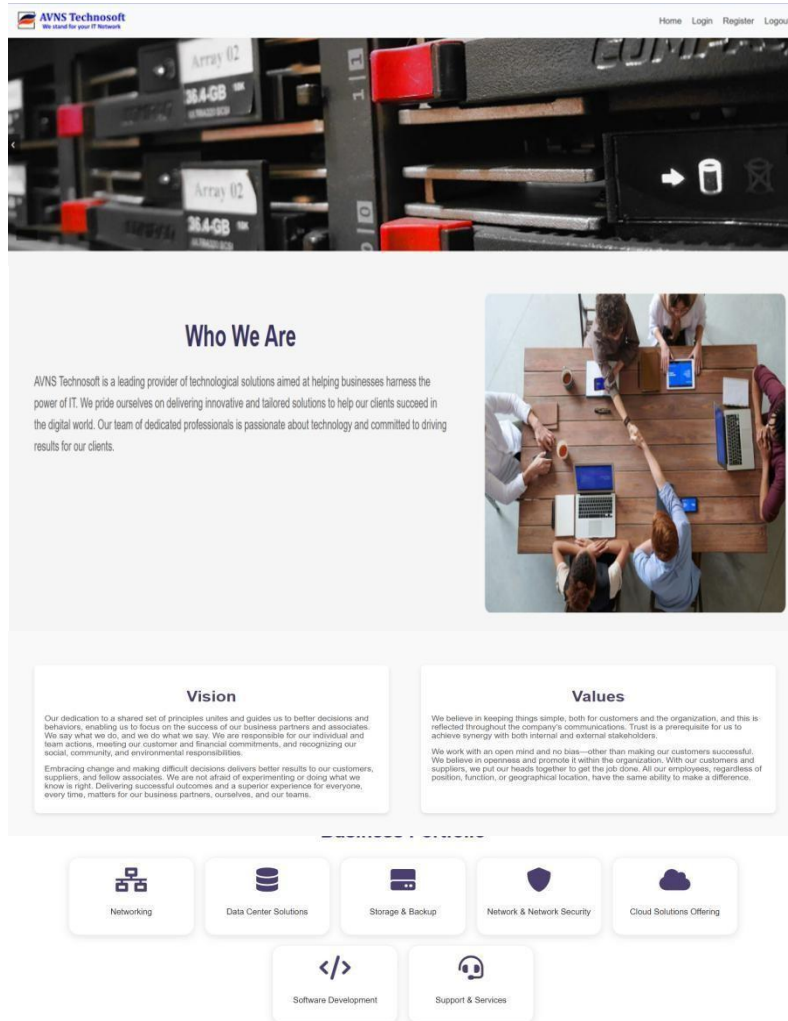 AVNS Technosoft
We stand for your IT Network
Home Login Register Logou
Array 02
36.4-GB 10K
COMPAQ
Array 02
36.4-GB
Who We Are
AVNS Technosoft is a leading provider of technological solutions aimed at helping businesses harness the
power of IT. We pride ourselves on delivering innovative and tailored solutions to help our clients succeed in
the digital world. Our team of dedicated professionals is passionate about technology and committed to driving
results for our clients.
Vision
Our dedication to a shared set of principles unites and guides us to better decisions and
behaviors, enabling us to focus on the success of our business partners and associates.
We say what we do, and we do what we say. We are responsible for our individual and
team actions, meeting our customer and financial commitments, and recognizing our
social, community, and environmental responsibilities.
Embracing change and making difficult decisions delivers better results to our customers,
suppliers, and fellow associates. We are not afraid of experimenting or doing what we
know is right. Delivering successful outcomes and a superior experience for everyone,
every time, matters for our business partners, ourselves, and our teams.
Values
We believe in keeping things simple, both for customers and the organization, and this is
reflected throughout the company's communications. Trust is a prerequisite for us to
achieve synergy with both internal and external stakeholders.
We work with an open mind and no bias—other than making our customers successful.
We believe in openness and promote it within the organization. With our customers and
suppliers, we put our heads together to get the job done. All our employees, regardless of
position, function, or geographical location, have the same ability to make a difference.
Business Portfolio
Networking
Data Center Solutions
Storage & Backup
Network & Network Security
Cloud Solutions Offering
Software Development
Support & Services